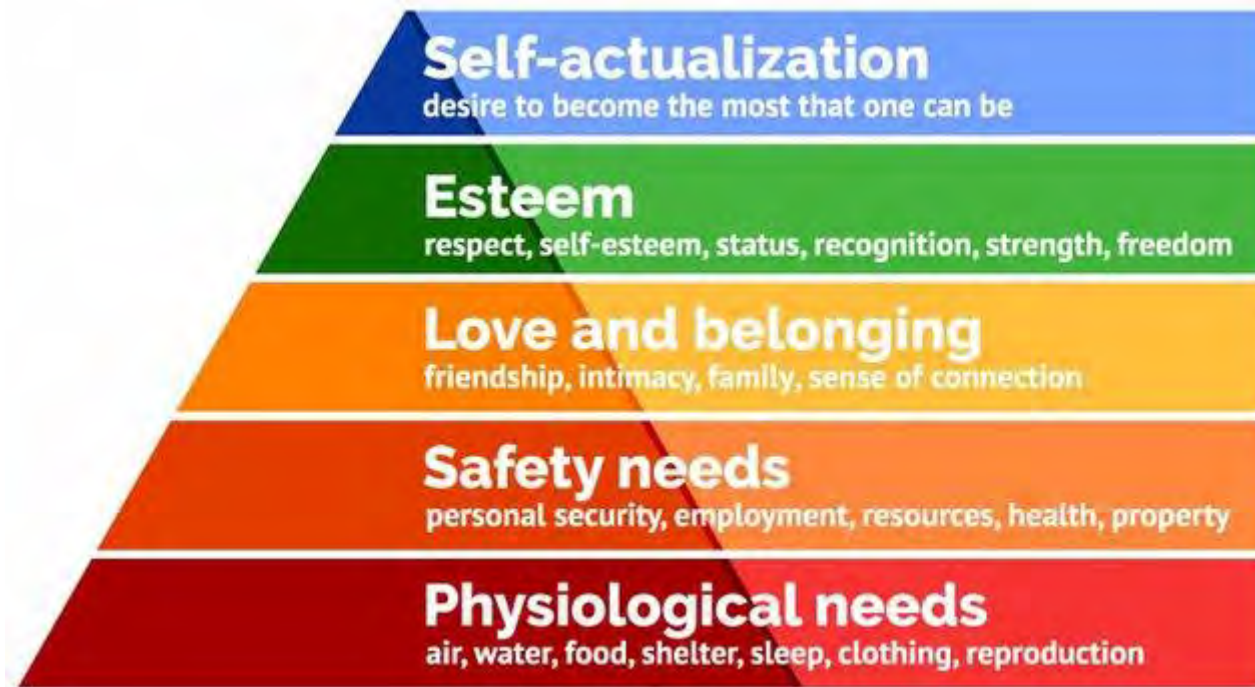 Self-actualization
desire to become the most that one can be
Esteem
respect, self-esteem, status, recognition, strength, freedom
Love and belonging
friendship, intimacy, family, sense of connection
Safety needs
personal security, employment, resources, health, property
Physiological needs
air, water, food, shelter, sleep, clothing, reproduction